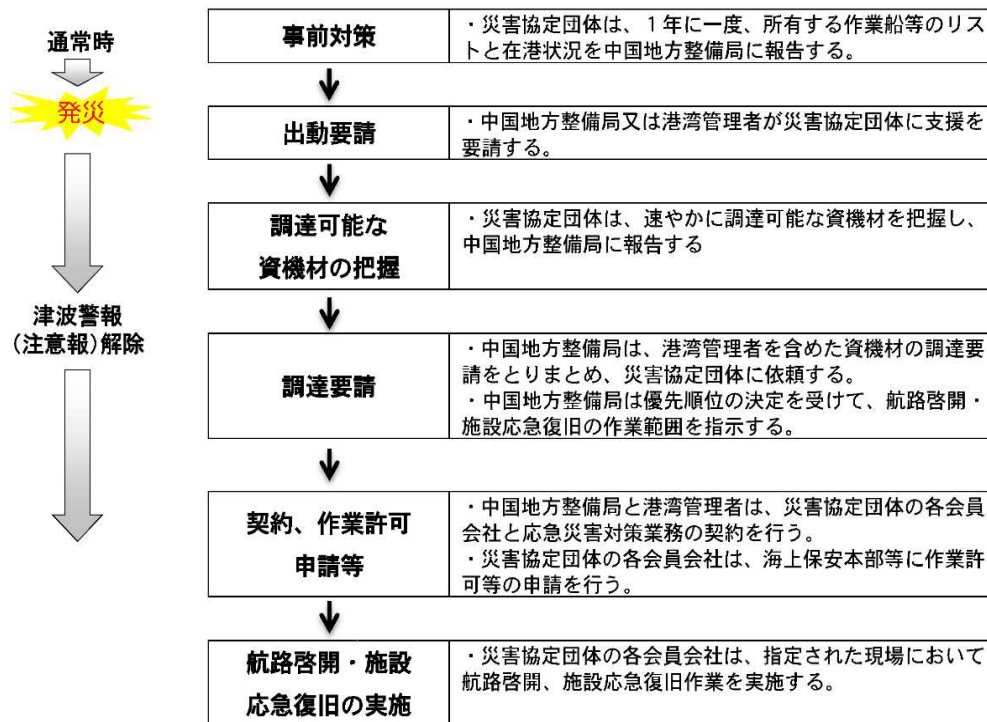 通常時
発災
津波警報
(注意報)解除
事前対策
・災害協定団体は、１年に一度、所有する作業船等のリス
トと在港状況を中国地方整備局に報告する。
出動要請
・中国地方整備局又は港湾管理者が災害協定団体に支援を
要請する。
調達可能な
資機材の把握
・災害協定団体は、速やかに調達可能な資機材を把握し、
中国地方整備局に報告する
調達要請
・中国地方整備局は、港湾管理者を含めた資機材の調達要
請をとりまとめ、災害協定団体に依頼する。
・中国地方整備局は優先順位の決定を受けて、航路啓開・
施設応急復旧の作業範囲を指示する。
契約、作業許可
申請等
・中国地方整備局と港湾管理者は、災害協定団体の各会員
会社と応急災害対策業務の契約を行う。
・災害協定団体の各会員会社は、海上保安本部等に作業許
可等の申請を行う。
航路啓開・施設
応急復旧の実施
・災害協定団体の各会員会社は、指定された現場において
航路啓開、施設応急復旧作業を実施する。